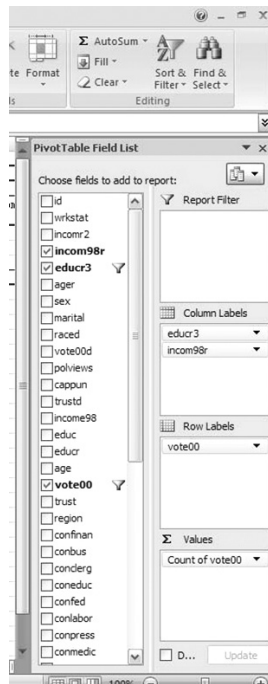 Σ AutoSum
te Format
Fill
Clear
Sort & Filter
Find & Select
Editing
PivotTable Field List
Choose fields to add to report:
id
wrkstat
incomr2
incom98r
educr3
ager
sex
marital
raced
vote00d
polviews
cappun
trustd
income98
educ
educr
age
vote00
trust
region
confinan
conbus
conclerg
coneduc
confed
conlabor
conpress
conmedic
Report Filter
Column Labels
educr3
incom98r
Row Labels
vote00
Σ Values
Count of vote00
D...
Update
100%